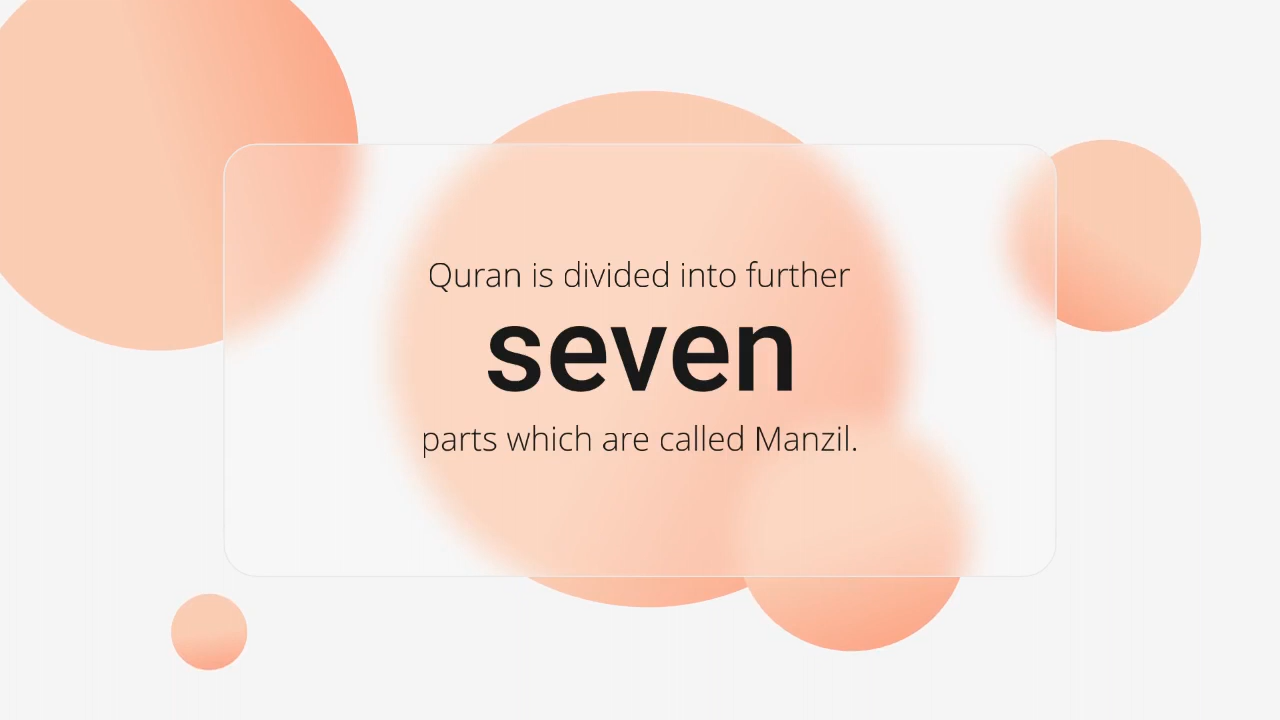 Quran is divided into further
seven
parts which are called Manzil.